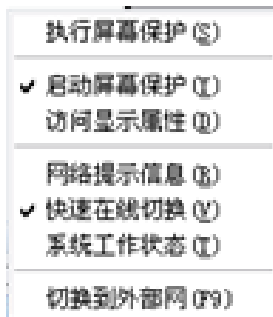 执行屏幕保护(S)
启动屏幕保护(Y)
访问显示属性(D)
网络提示信息(B)
快速在线切换(V)
系统工作状态(T)
切换到外部网(F9)